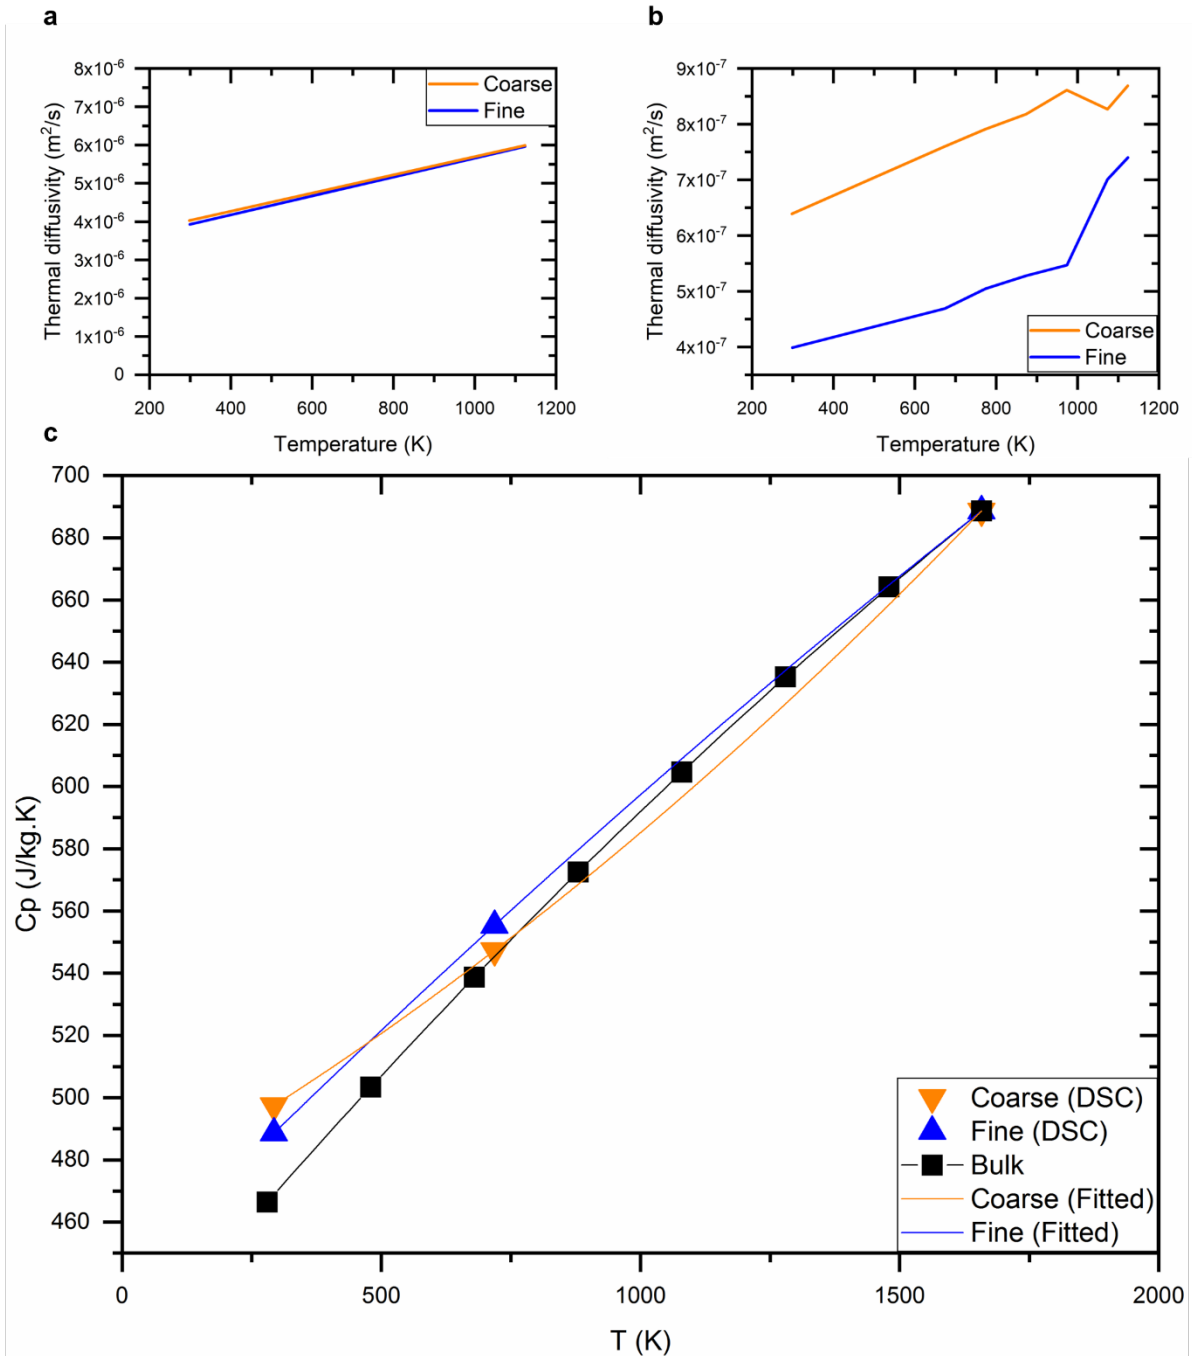 a
8x10⁻⁶
7x10⁻⁶
6x10⁻⁶
5x10⁻⁶
4x10⁻⁶
3x10⁻⁶
2x10⁻⁶
1x10⁻⁶
0
Thermal diffusivity (m²/s)
Coarse
Fine
200 400 600 800 1000 1200
Temperature (K)
b
9x10⁻⁷
8x10⁻⁷
7x10⁻⁷
6x10⁻⁷
5x10⁻⁷
4x10⁻⁷
Thermal diffusivity (m²/s)
Coarse
Fine
200 400 600 800 1000 1200
Temperature (K)
c
700
680
660
640
620
600
580
560
540
520
500
480
460
Cp (J/kg.K)
Coarse (DSC)
Fine (DSC)
Bulk
Coarse (Fitted)
Fine (Fitted)
0 500 1000 1500 2000
T (K)